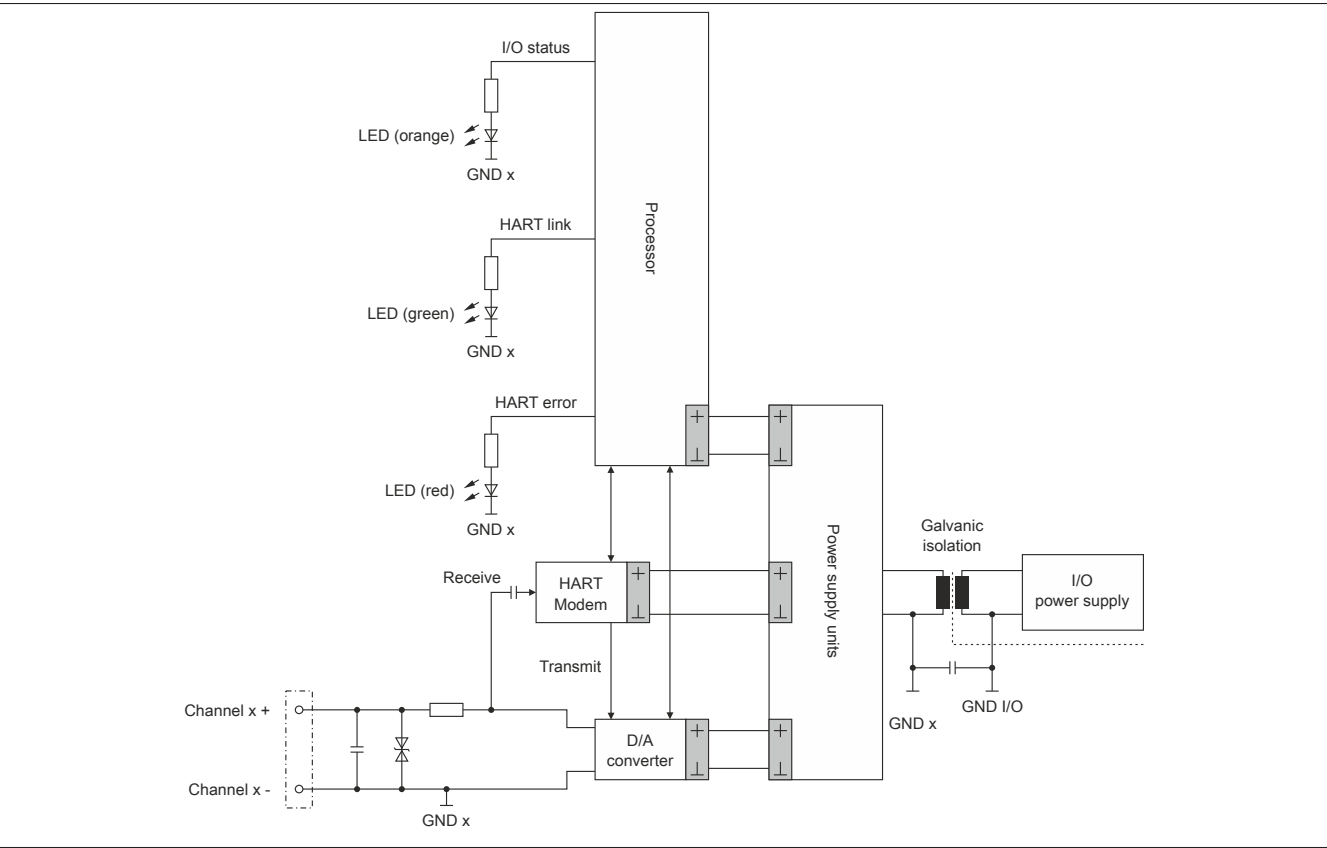 I/O status
LED (orange)
GND x
Processor
HART link
LED (green)
GND x
HART error
+
+
⊥
⊥
LED (red)
GND x
Power supply units
Galvanic
isolation
Receive
HART
Modem
+
⊥
+
⊥
I/O
power supply
Transmit
GND x
GND I/O
Channel x +
D/A
converter
+
⊥
+
⊥
Channel x -
GND x